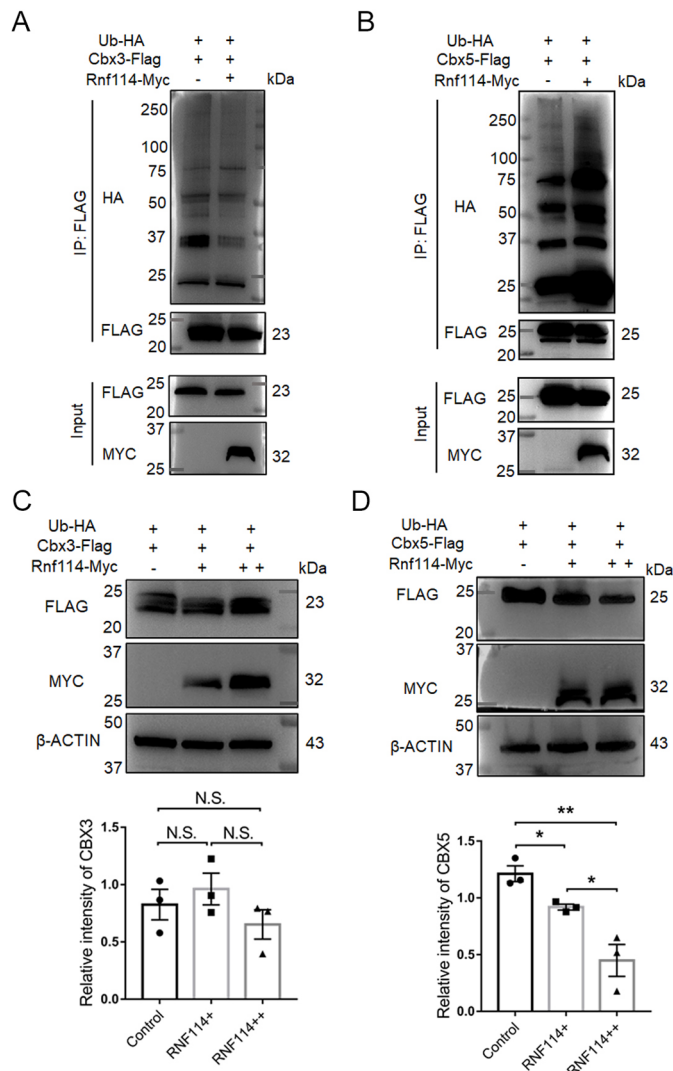 A
Ub-HA + +
Cbx3-Flag + +
Rnf114-Myc - + kDa
IP: FLAG
250
100
75
HA
50
37
25
25
FLAG 23
20
Input
25
FLAG 23
20
37
MYC 32
25
B
Ub-HA + +
Cbx5-Flag + +
Rnf114-Myc - + kDa
IP: FLAG
250
100
75
HA
50
37
25
25
FLAG 25
20
Input
25
FLAG 25
20
37
MYC 32
25
C
Ub-HA + + +
Cbx3-Flag + + +
Rnf114-Myc - + + + kDa
25
FLAG 23
20
37
MYC 32
25
50
β-ACTIN 43
37
Relative intensity of CBX3
1.5
1.0
0.5
0.0
N.S.
N.S. N.S.
Control
RNF114+
RNF114++
D
Ub-HA + + +
Cbx5-Flag + + +
Rnf114-Myc - + + + kDa
FLAG 25 25
20
37
MYC 32
25
50
β-ACTIN 43
37
Relative intensity of CBX5
1.5
1.0
0.5
0.0
**
* *
Control
RNF114+
RNF114++